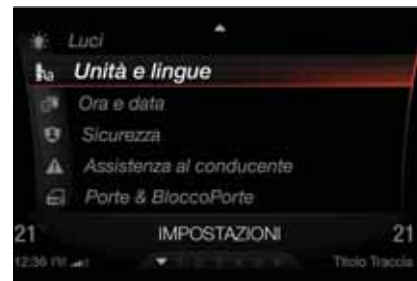 Luci
Unità e lingue
Ora e data
Sicurezza
Assistenza al conducente
Porte & BloccoPorte
21 IMPOSTAZIONI 21
12:36 PM Titolo Traccia